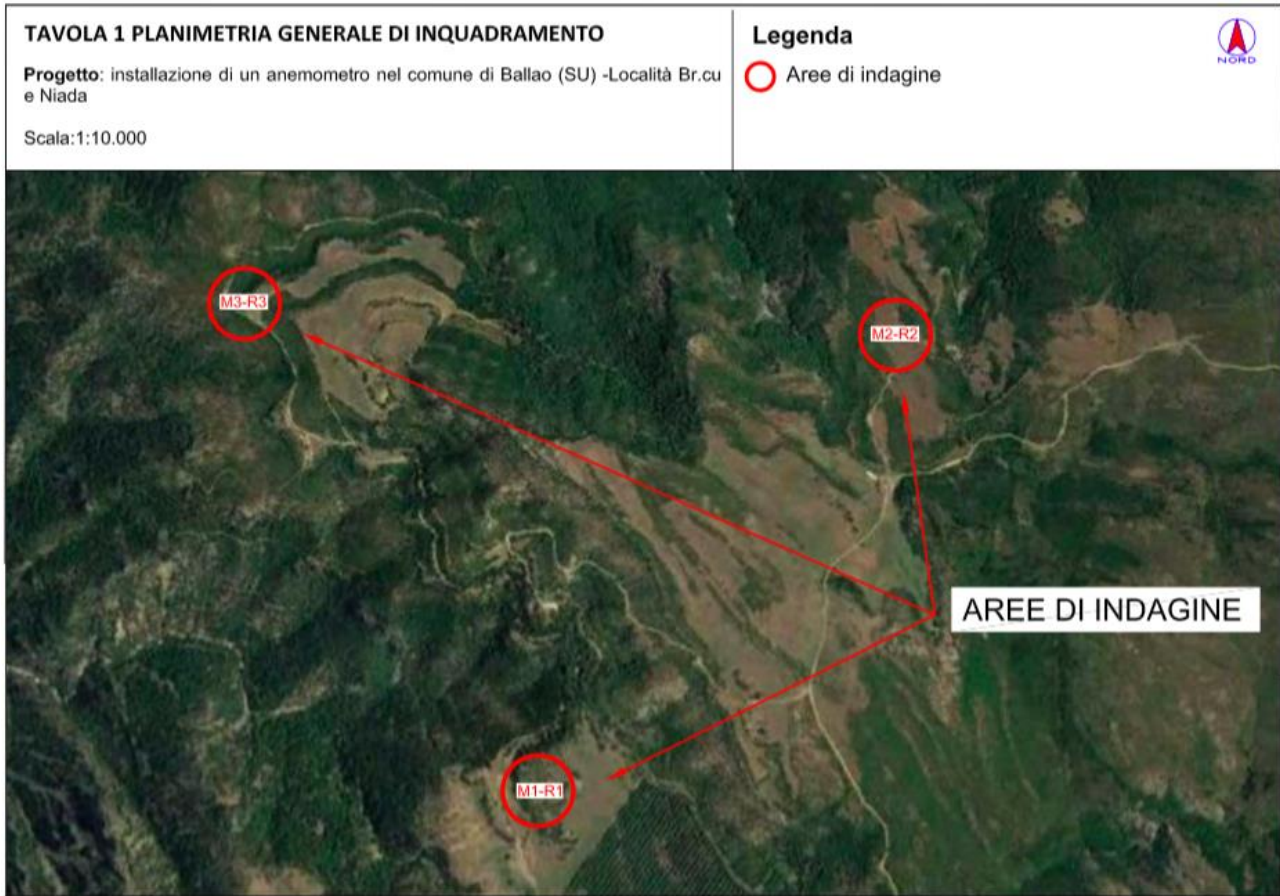 TAVOLA 1 PLANIMETRIA GENERALE DI INQUADRAMENTO
Progetto: installazione di un anemometro nel comune di Ballao (SU) -Località Br.cu
e Niada
Scala:1:10.000
Legenda
Aree di indagine
NORD
M3-R3
M2-R2
AREE DI INDAGINE
M1-R1